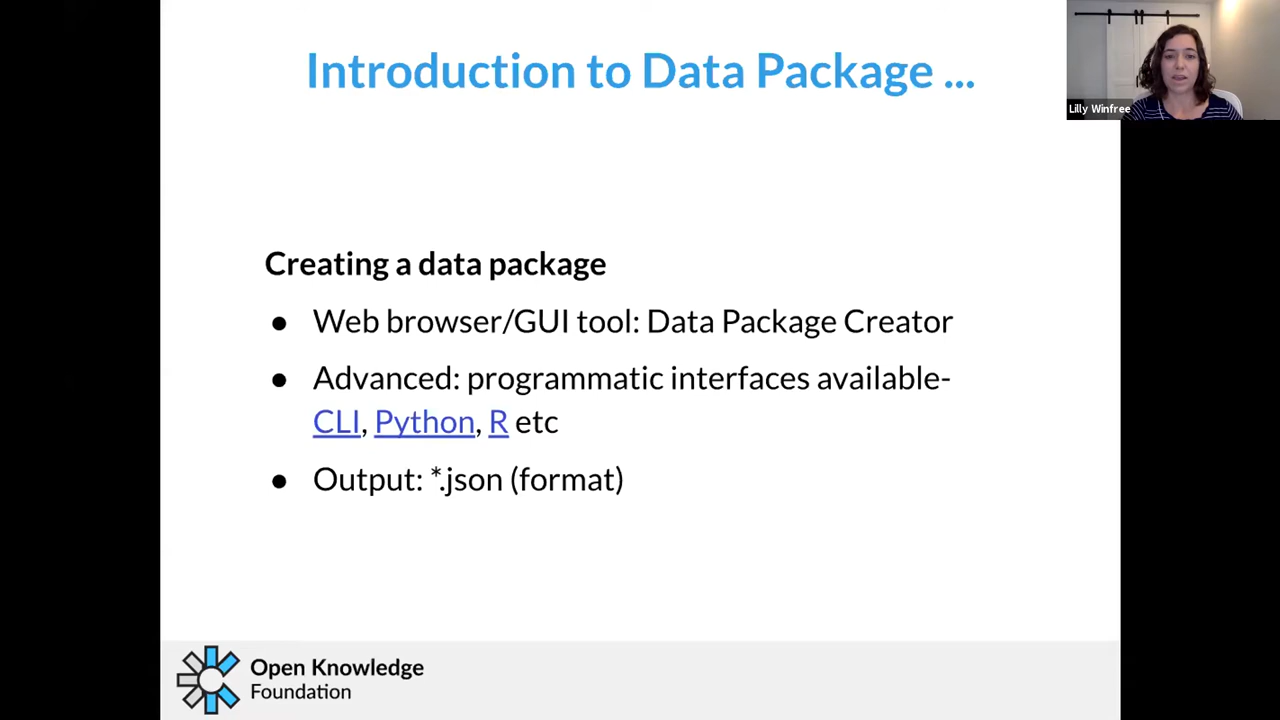 Introduction to Data Package ...
Lilly Winfree
Creating a data package
● Web browser/GUI tool: Data Package Creator
● Advanced: programmatic interfaces available-
CLI, Python, R etc
● Output: *.json (format)
Open Knowledge
Foundation